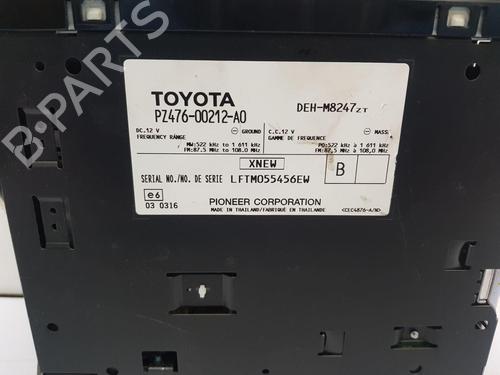 B-PARTS
TOYOTA
PZ476-00212-A0
DEH-M8247ZT
DC.12 V GROUND C.C.12 V MASSE
FREQUENCY RANGE GAMME DE FREQUENCE
MW:522 kHz to 1 611 kHz PO:522 kHz à 1 611 kHz
FM:87.5 MHz to 108.0 MHz FM:87.5 MHz à 108.0 MHz
XNEW
B
SERIAL NO./NO. DE SERIE LFTM055456EW
e6
03 0316
PIONEER CORPORATION
MADE IN THAILAND/FABRIQUÉ EN THAILANDE
<CEC4876-A/N>